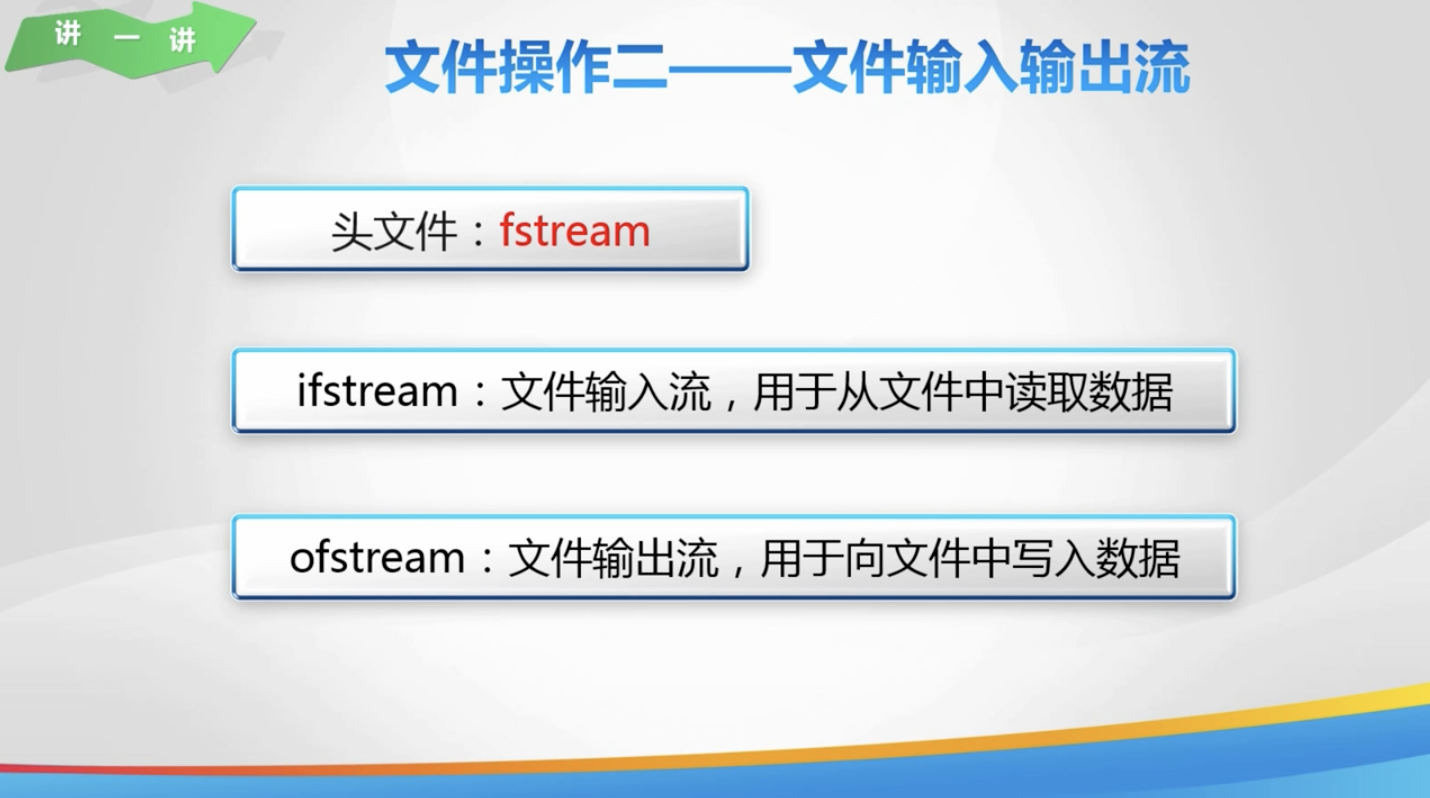 讲 一 讲
文件操作二——文件输入输出流
头文件：fstream
ifstream：文件输入流，用于从文件中读取数据
ofstream：文件输出流，用于向文件中写入数据